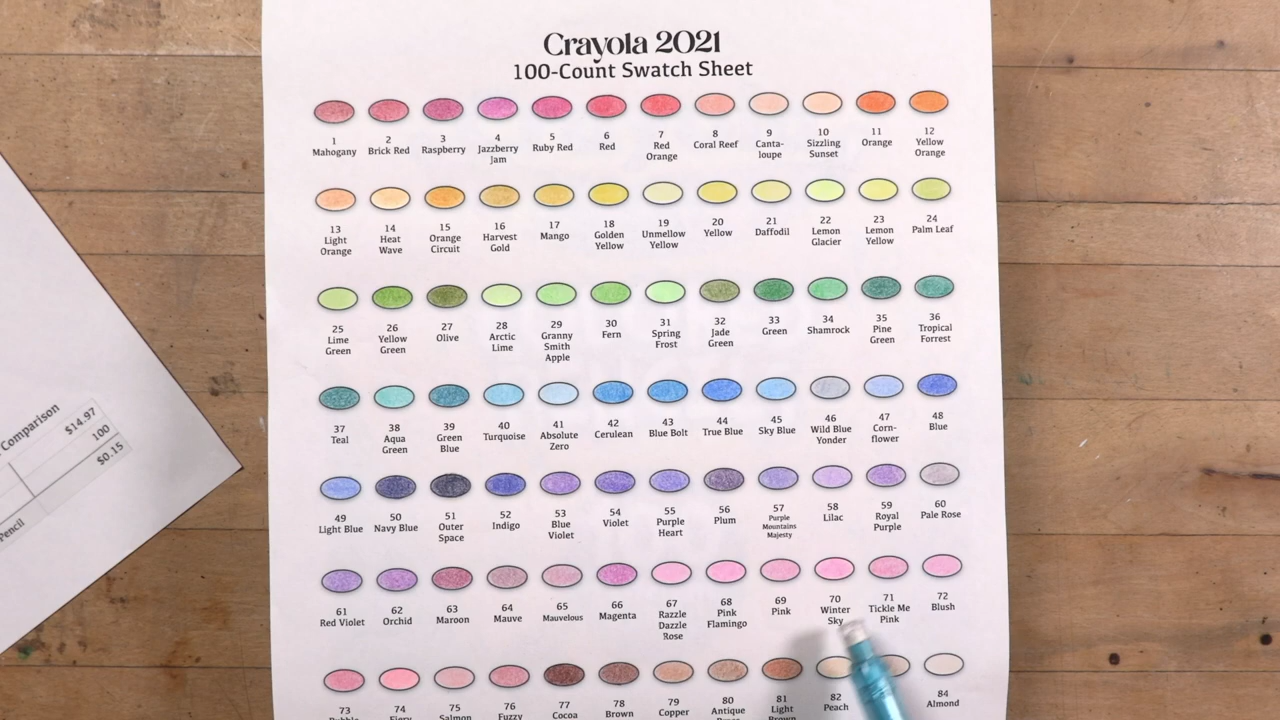 Crayola 2021
100-Count Swatch Sheet
1 2 3 4 5 6 7 8 9 10 11 12
Mahogany Brick Red Raspberry Jazzberry Ruby Red Red Red Coral Reef Canta- Sizzling Orange Yellow
Jam Orange loupe Sunset Orange
13 14 15 16 17 18 19 20 21 22 23 24
Light Heat Orange Harvest Mango Golden Unmellow Yellow Daffodil Lemon Lemon Palm Leaf
Orange Wave Circuit Gold Yellow Yellow Glacier Yellow
25 26 27 28 29 30 31 32 33 34 35 36
Lime Yellow Olive Arctic Granny Fern Spring Jade Green Shamrock Pine Tropical
Green Green Lime Smith Frost Green Green Forrest
Apple
37 38 39 40 41 42 43 44 45 46 47 48
Teal Aqua Green Turquoise Absolute Cerulean Blue Bolt True Blue Sky Blue Wild Blue Corn- Blue
Green Blue Zero Yonder flower
49 50 51 52 53 54 55 56 57 58 59 60
Light Blue Navy Blue Outer Indigo Blue Violet Purple Plum Purple Lilac Royal Pale Rose
Space Violet Heart Mountains Purple
Majesty
61 62 63 64 65 66 67 68 69 70 71 72
Red Violet Orchid Maroon Mauve Mauvelous Magenta Razzle Pink Pink Winter Tickle Me Blush
Dazzle Flamingo Sky Pink
Rose
73 74 75 76 77 78 79 80 81 82 84
Salmon Fuzzy Cocoa Brown Copper Antique Light Peach Almond
Brown
Comparison
$14.97
100
$0.15
Pencil